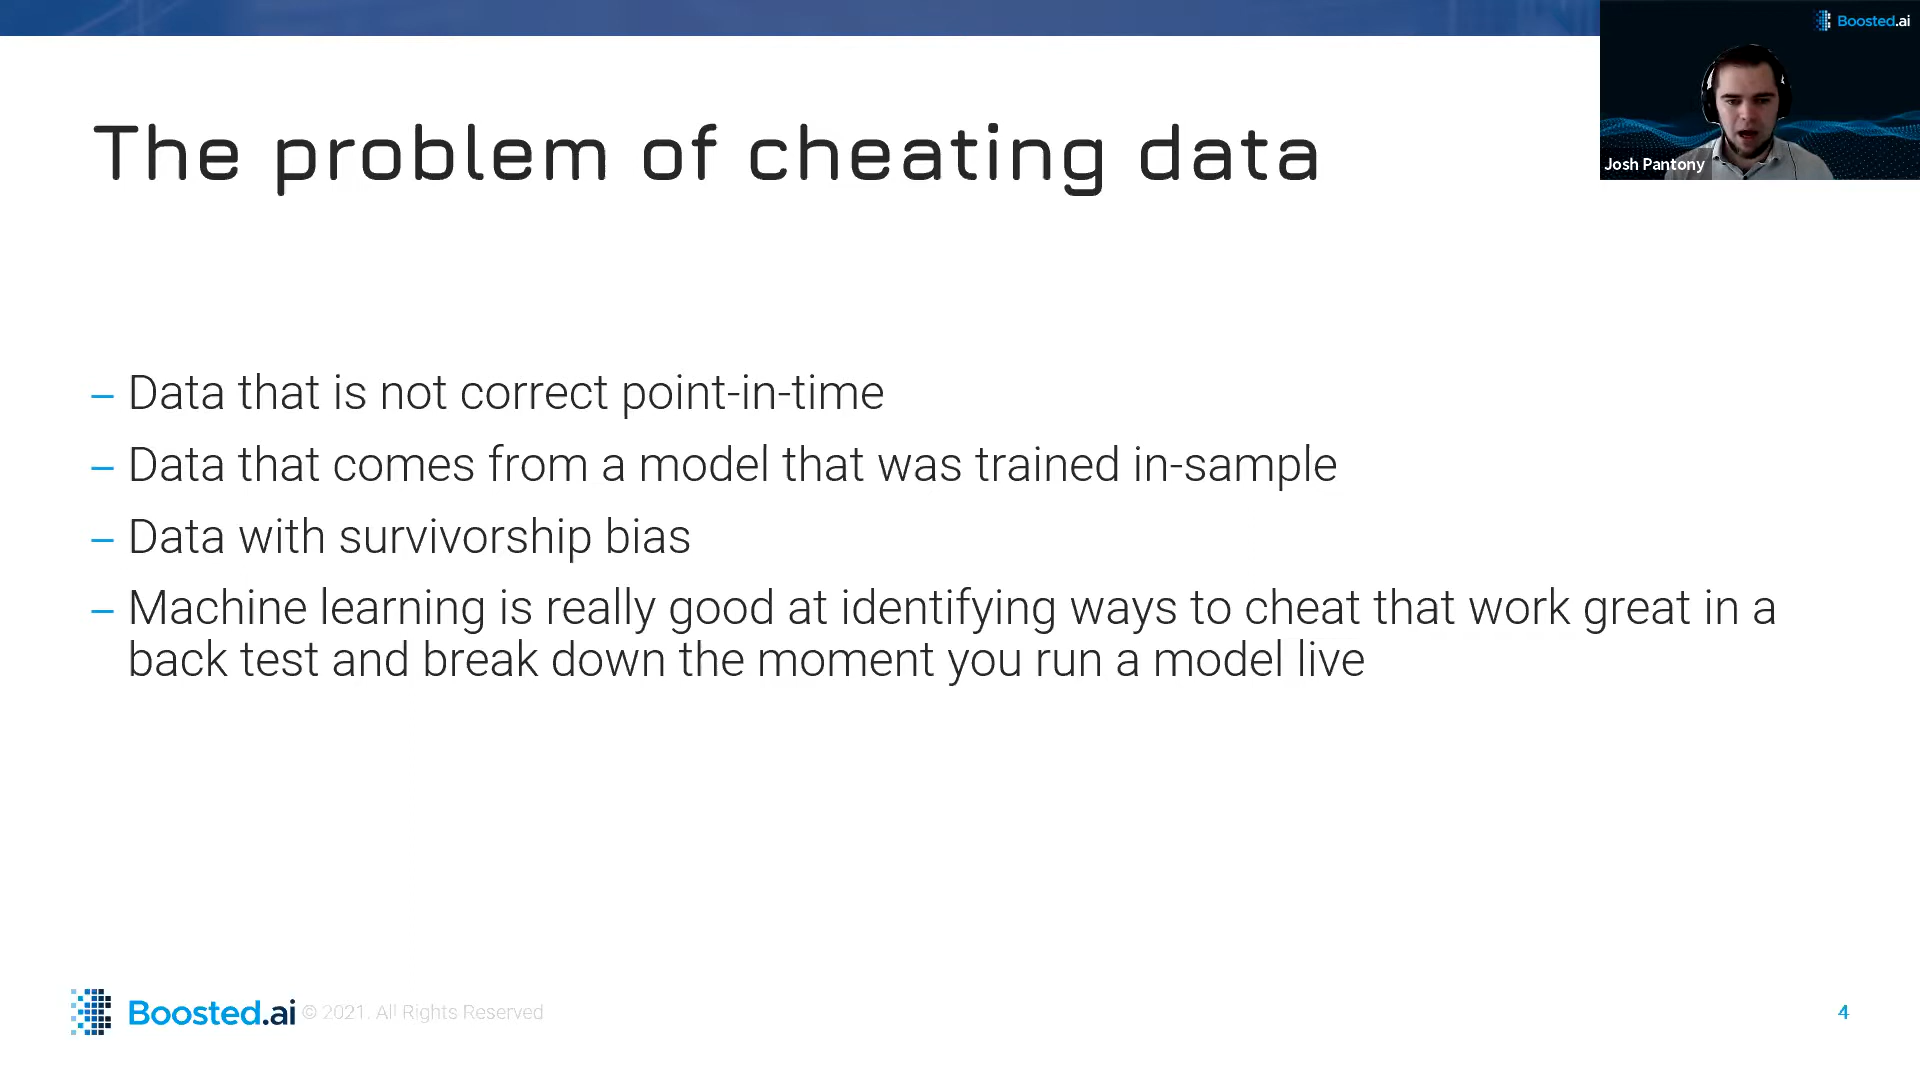 Boosted.ai
Josh Pantony
The problem of cheating data
– Data that is not correct point-in-time
– Data that comes from a model that was trained in-sample
– Data with survivorship bias
– Machine learning is really good at identifying ways to cheat that work great in a
back test and break down the moment you run a model live
Boosted.ai © 2021. All Rights Reserved
4